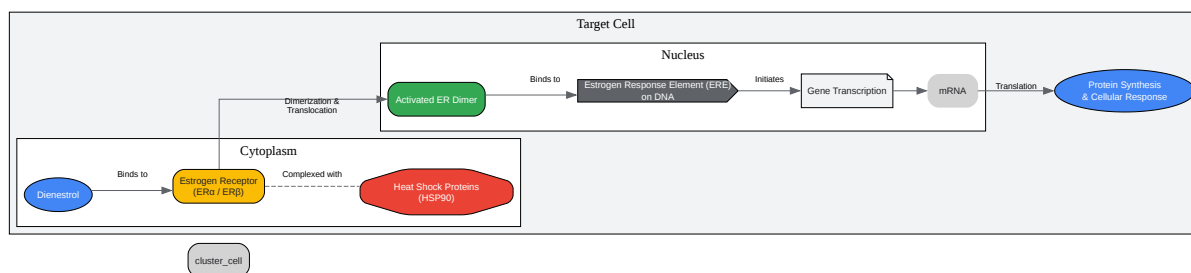 Target Cell
Nucleus
Activated ER Dimer
Binds to
Estrogen Response Element (ERE)
on DNA
Initiates
Gene Transcription
mRNA
Translation
Protein Synthesis
& Cellular Response
Dimerization &
Translocation
Cytoplasm
Dienestrol
Binds to
Estrogen Receptor
(ERα / ERβ)
Complexed with
Heat Shock Proteins
(HSP90)
cluster_cell